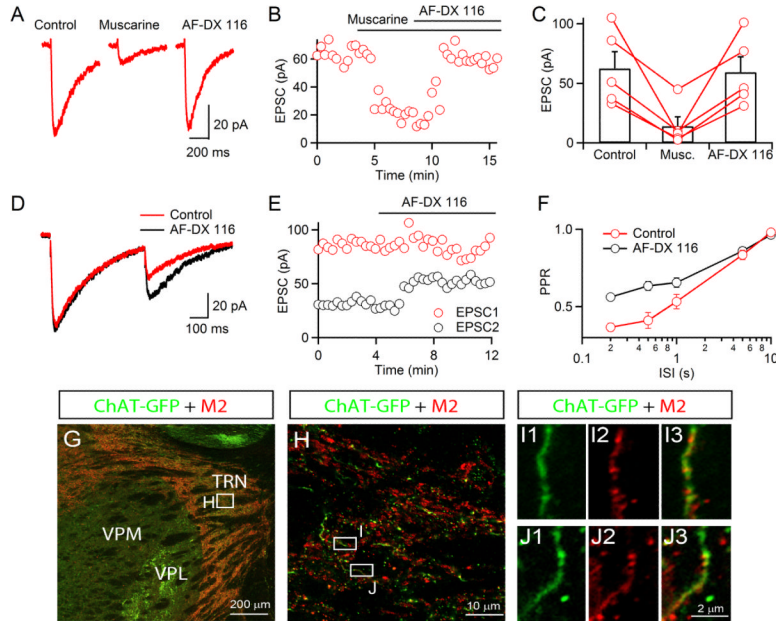 A
Control
Muscarine
AF-DX 116
20 pA
200 ms
B
AF-DX 116
Muscarine
EPSC (pA)
60
40
20
0
0
5
10
15
Time (min)
C
EPSC (pA)
100
50
0
Control
Musc.
AF-DX 116
D
Control
AF-DX 116
20 pA
100 ms
E
AF-DX 116
EPSC (pA)
100
50
0
EPSC1
EPSC2
0
4
8
12
Time (min)
F
Control
AF-DX 116
PPR
1.0
0.5
0.1
2
4
6
8
1
2
4
6
8
10
ISI (s)
ChAT-GFP + M2
ChAT-GFP + M2
ChAT-GFP + M2
G
TRN
H
VPM
VPL
200 μm
H
I
J
10 μm
I1
I2
I3
J1
J2
J3
2 μm